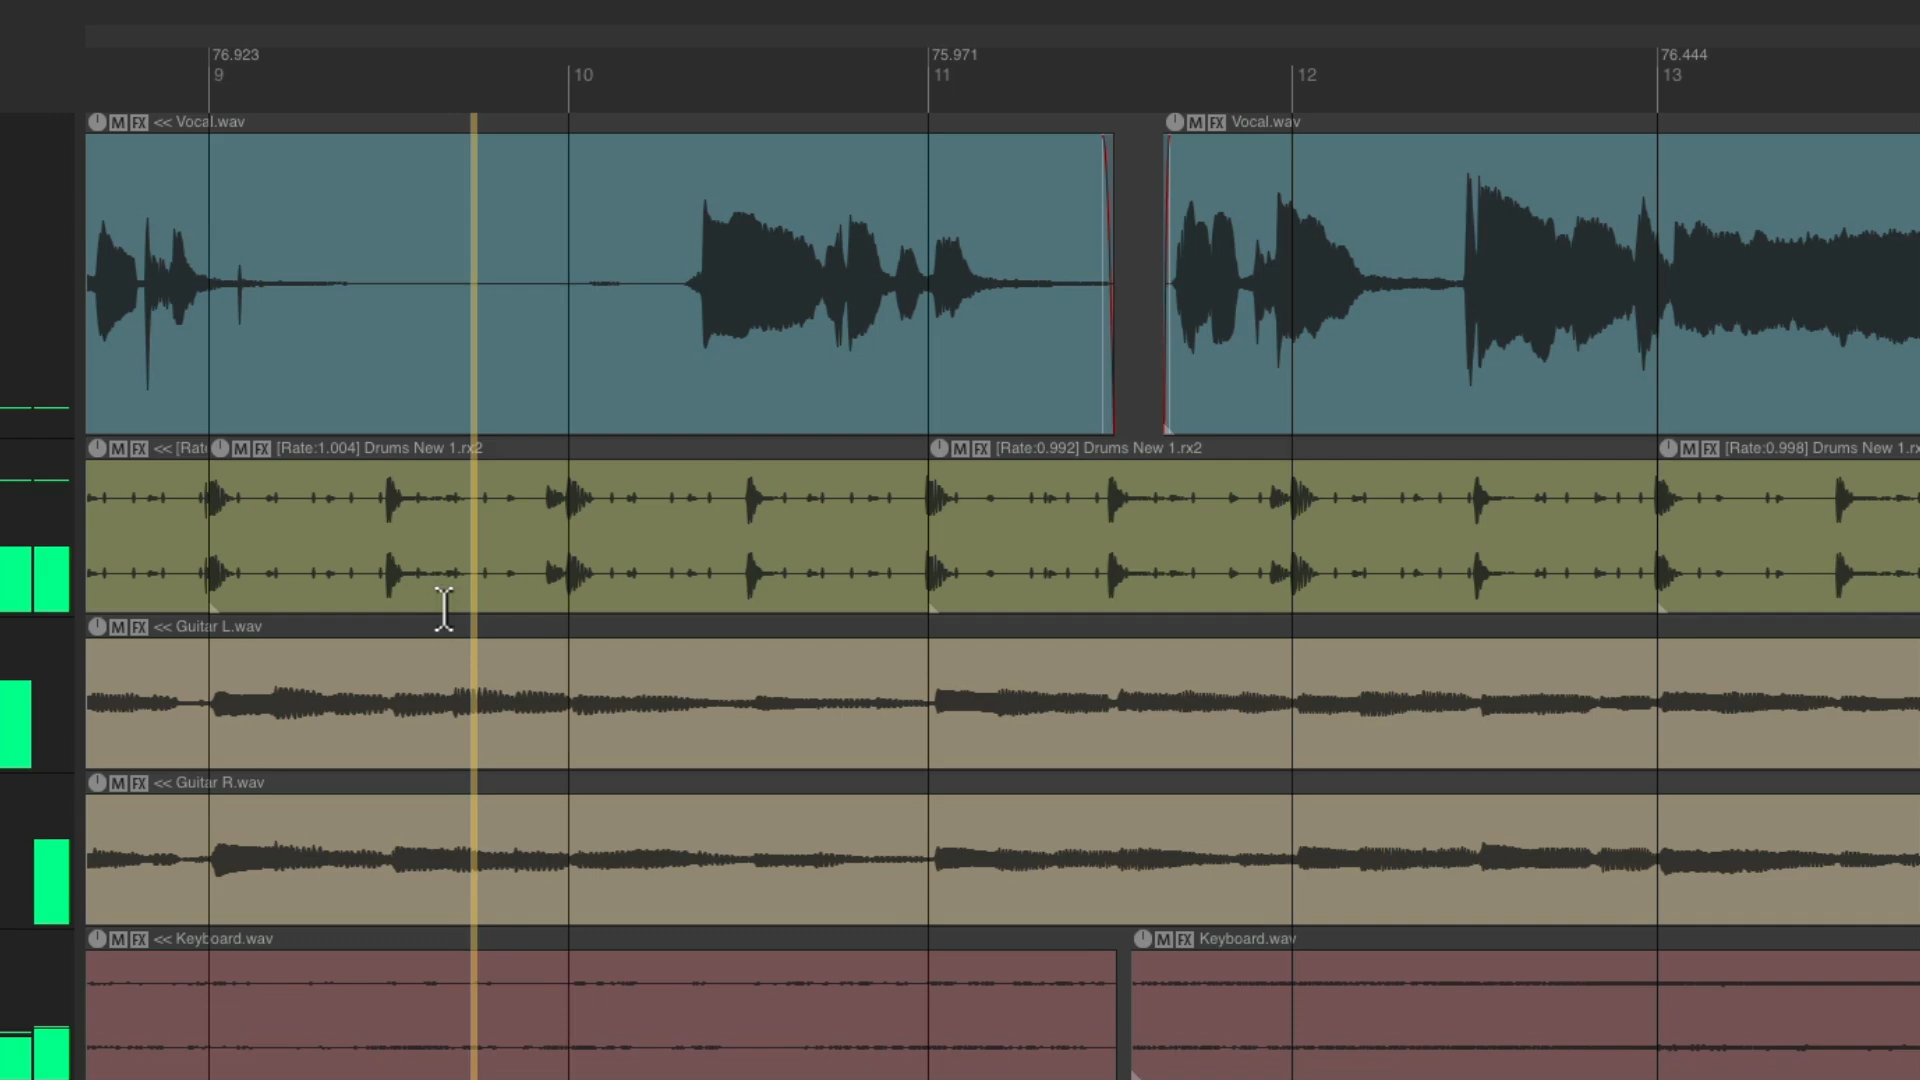 76.923 75.971 76.444
9 10 11 12 13
M FX << Vocal.wav M FX Vocal.wav
M FX << [Rat M FX [Rate:1.004] Drums New 1.rx2 M FX [Rate:0.992] Drums New 1.rx2 M FX [Rate:0.998] Drums New 1.rx
M FX << Guitar L.wav
M FX << Guitar R.wav
M FX << Keyboard.wav M FX Keyboard.wav